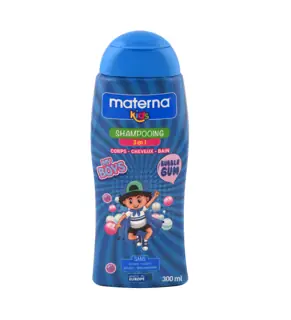 materna
kids
SHAMPOOING
3 en 1
CORPS - CHEVEUX - BAIN
BOYS
BUBBLE
GUM
300 ml